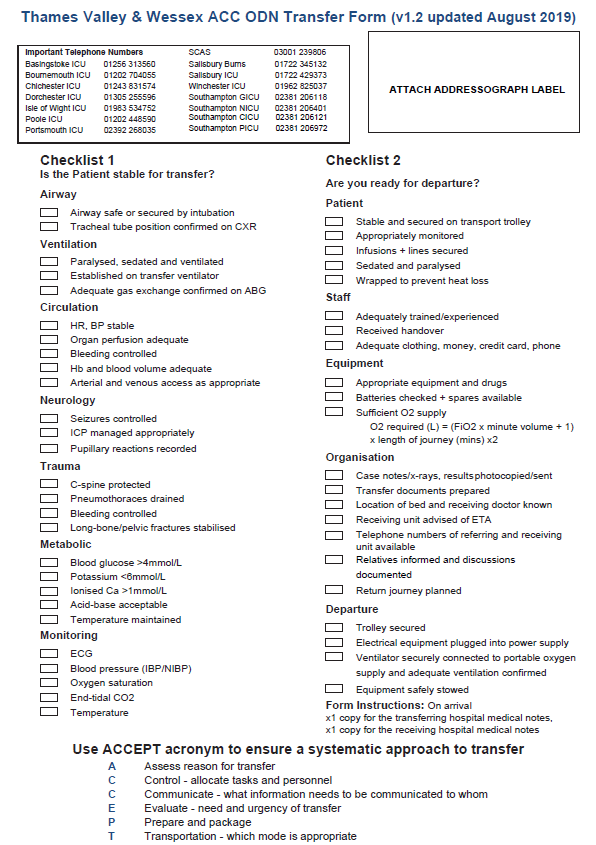 Thames Valley & Wessex ACC ODN Transfer Form (v1.2 updated August 2019)
Important Telephone Numbers SCAS 03001 239806
Basingstoke ICU 01256 313560 Salisbury Burns 01722 345132
Bournemouth ICU 01202 704055 Salisbury ICU 01722 429373
Chichester ICU 01243 831574 Winchester ICU 01962 825037
Dorchester ICU 01305 255596 Southampton GICU 02381 206118
Isle of Wight ICU 01983 534752 Southampton NICU 02381 206401
Poole ICU 01202 448590 Southampton CICU 02381 206121
Portsmouth ICU 02392 268035 Southampton PICU 02381 206972
ATTACH ADDRESSOGRAPH LABEL
Checklist 1
Is the Patient stable for transfer?
Airway
Airway safe or secured by intubation
Tracheal tube position confirmed on CXR
Ventilation
Paralysed, sedated and ventilated
Established on transfer ventilator
Adequate gas exchange confirmed on ABG
Circulation
HR, BP stable
Organ perfusion adequate
Bleeding controlled
Hb and blood volume adequate
Arterial and venous access as appropriate
Neurology
Seizures controlled
ICP managed appropriately
Pupillary reactions recorded
Trauma
C-spine protected
Pneumothoraces drained
Bleeding controlled
Long-bone/pelvic fractures stabilised
Metabolic
Blood glucose >4mmol/L
Potassium <6mmol/L
Ionised Ca >1mmol/L
Acid-base acceptable
Temperature maintained
Monitoring
ECG
Blood pressure (IBP/NIBP)
Oxygen saturation
End-tidal CO2
Temperature
Checklist 2
Are you ready for departure?
Patient
Stable and secured on transport trolley
Appropriately monitored
Infusions + lines secured
Sedated and paralysed
Wrapped to prevent heat loss
Staff
Adequately trained/experienced
Received handover
Adequate clothing, money, credit card, phone
Equipment
Appropriate equipment and drugs
Batteries checked + spares available
Sufficient O2 supply
O2 required (L) = (FiO2 x minute volume + 1)
x length of journey (mins) x2
Organisation
Case notes/x-rays, results photocopied/sent
Transfer documents prepared
Location of bed and receiving doctor known
Receiving unit advised of ETA
Telephone numbers of referring and receiving
unit available
Relatives informed and discussions
documented
Return journey planned
Departure
Trolley secured
Electrical equipment plugged into power supply
Ventilator securely connected to portable oxygen
supply and adequate ventilation confirmed
Equipment safely stowed
Form Instructions: On arrival
x1 copy for the transferring hospital medical notes,
x1 copy for the receiving hospital medical notes
Use ACCEPT acronym to ensure a systematic approach to transfer
A Assess reason for transfer
C Control - allocate tasks and personnel
C Communicate - what information needs to be communicated to whom
E Evaluate - need and urgency of transfer
P Prepare and package
T Transportation - which mode is appropriate